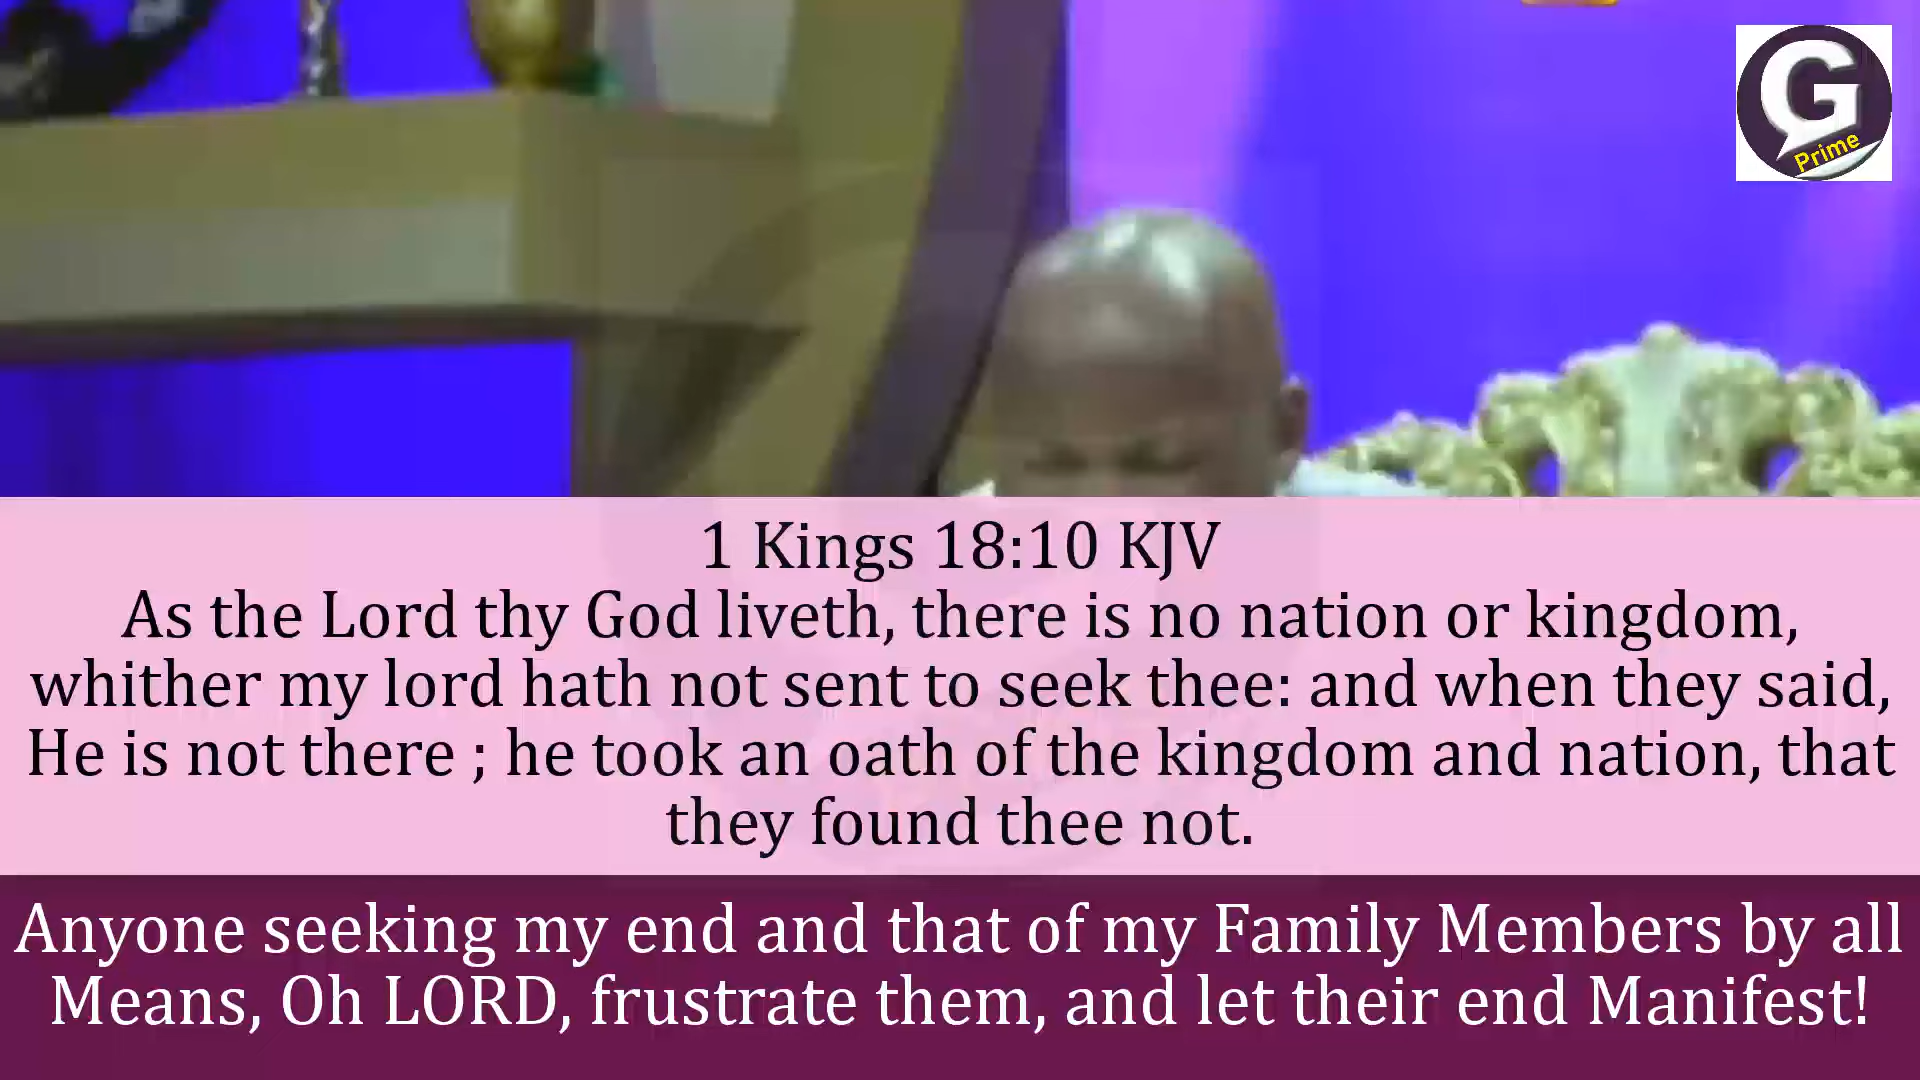 G
Prime
1 Kings 18:10 KJV
As the Lord thy God liveth, there is no nation or kingdom,
whither my lord hath not sent to seek thee: and when they said,
He is not there ; he took an oath of the kingdom and nation, that
they found thee not.
Anyone seeking my end and that of my Family Members by all
Means, Oh LORD, frustrate them, and let their end Manifest!